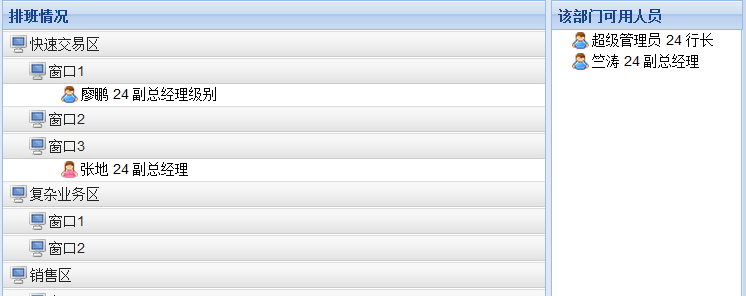 排班情况
快速交易区
窗口1
廖鹏 24 副总经理级别
窗口2
窗口3
张地 24 副总经理
复杂业务区
窗口1
窗口2
销售区
该部门可用人员
超级管理员 24 行长
竺涛 24 副总经理